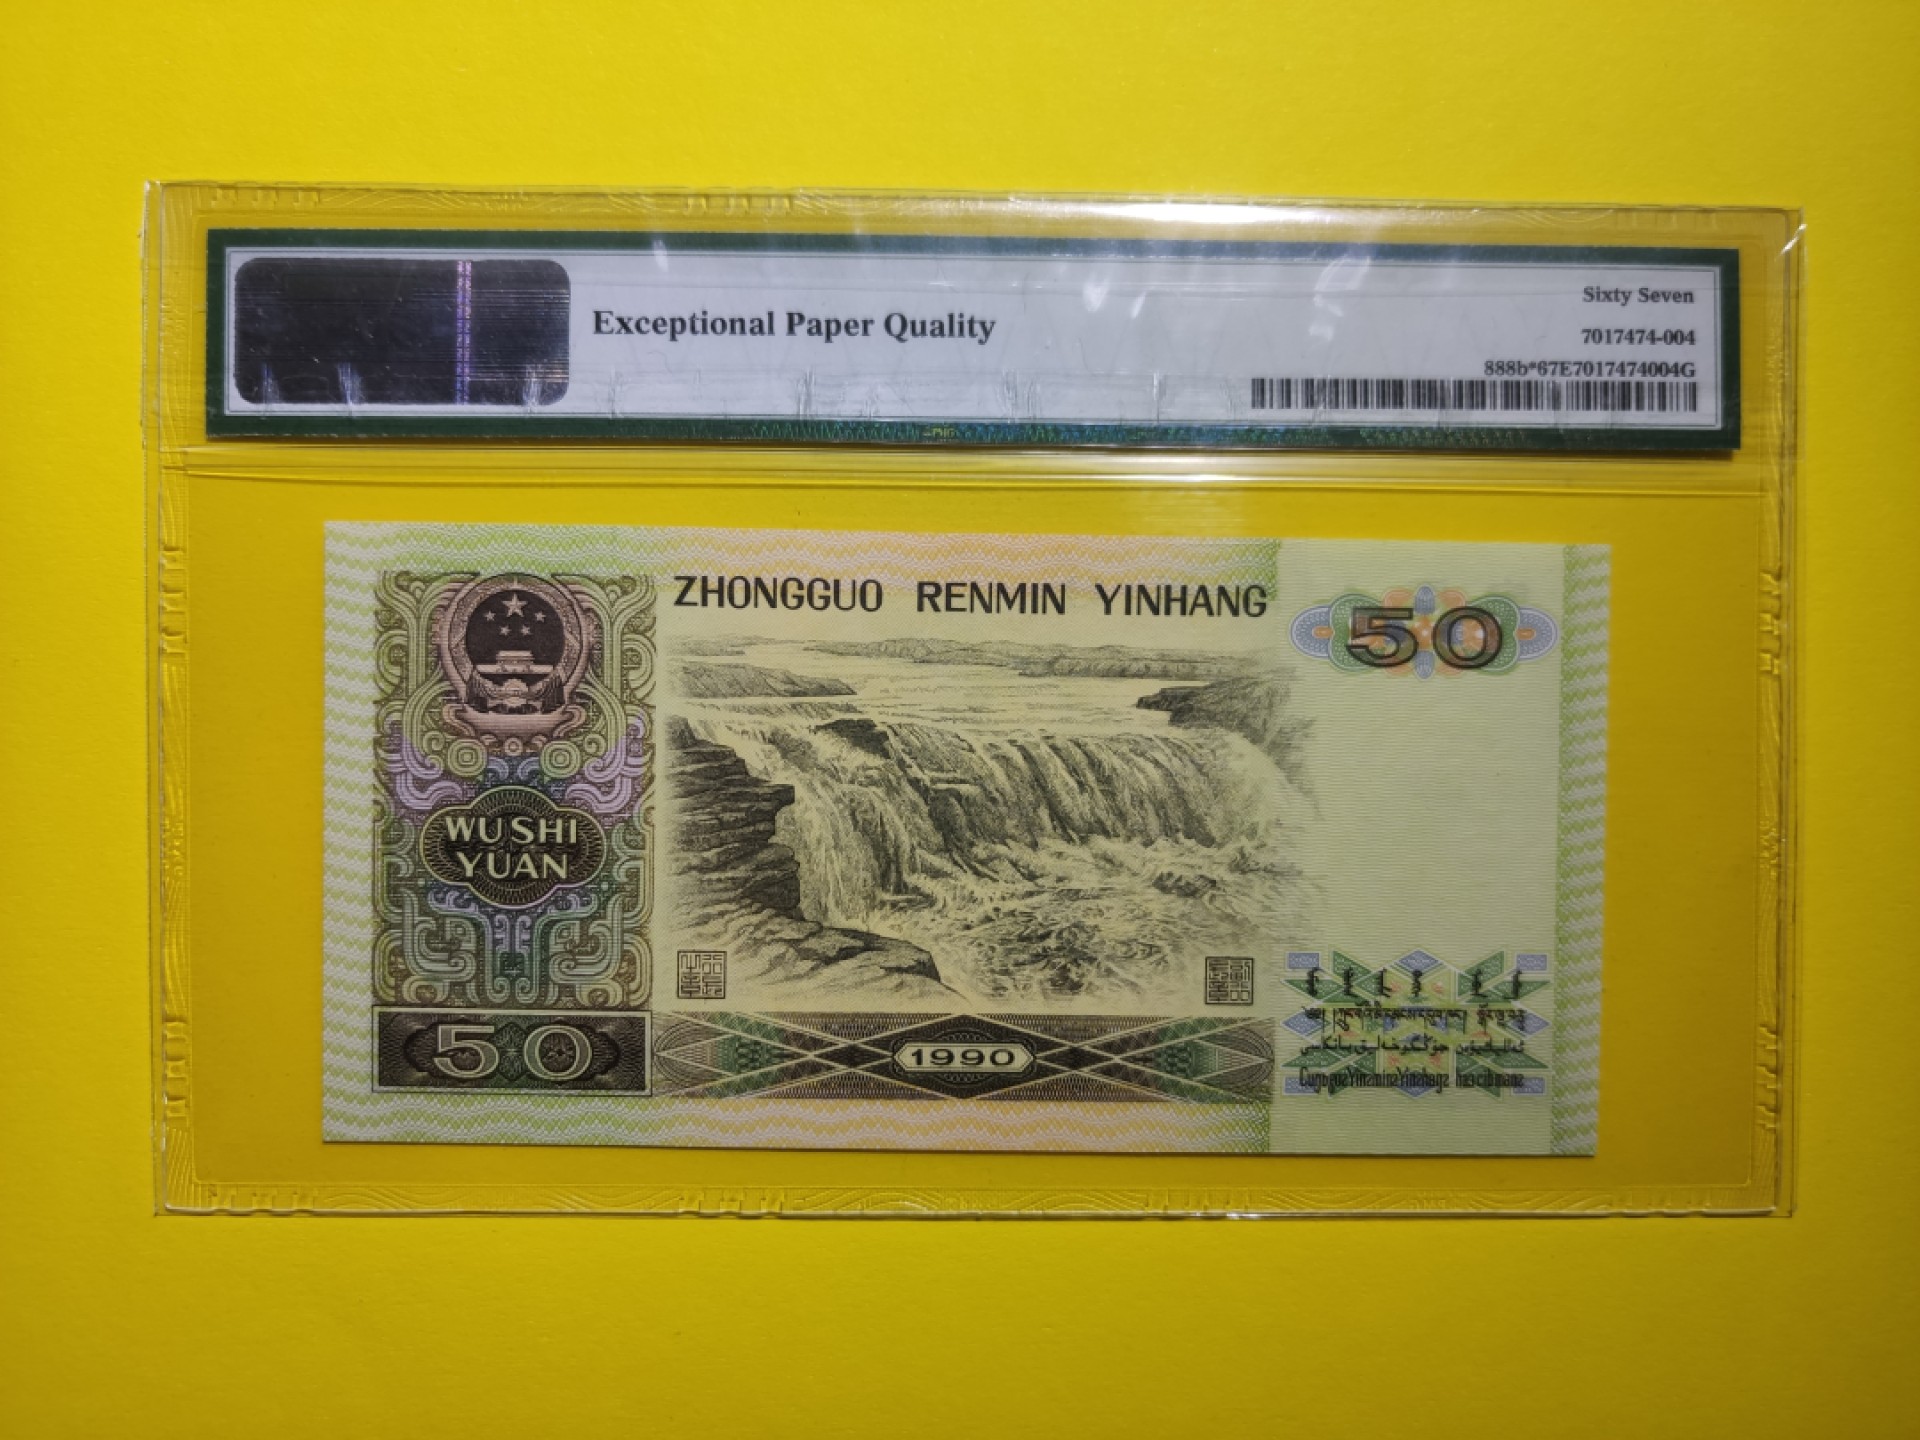 Exceptional Paper Quality
Sixty Seven
7017474-004
888b*67E7017474004G
ZHONGGUO RENMIN YINHANG
50
WU SHI
YUAN
50
1990